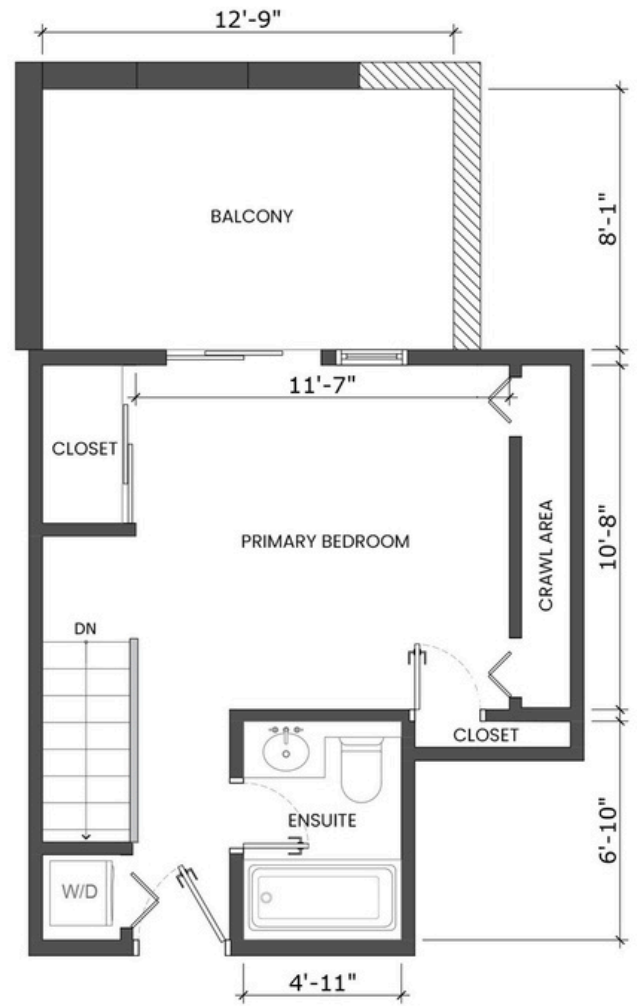 12'-9"
BALCONY
8'-1"
11'-7"
CLOSET
PRIMARY BEDROOM
CRAWL AREA
10'-8"
DN
CLOSET
ENSUITE
6'-10"
W/D
4'-11"